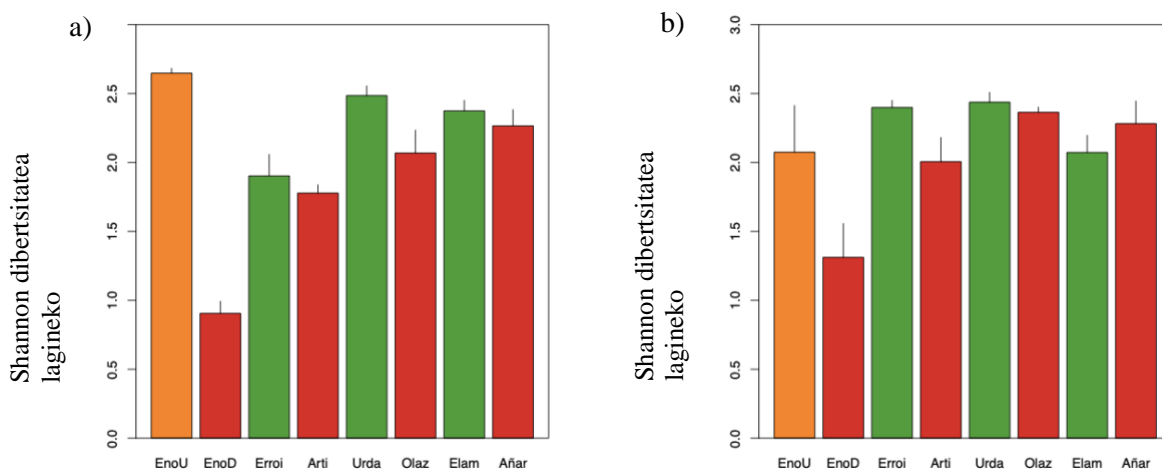 a)
Shannon dibertsitatea
lagineko
2.5
2.0
1.5
1.0
0.5
0.0
EnoU EnoD Erroi Arti Urda Olaz Elam Añar
b)
Shannon dibertsitatea
lagineko
3.0
2.5
2.0
1.5
1.0
0.5
0.0
EnoU EnoD Erroi Arti Urda Olaz Elam Añar